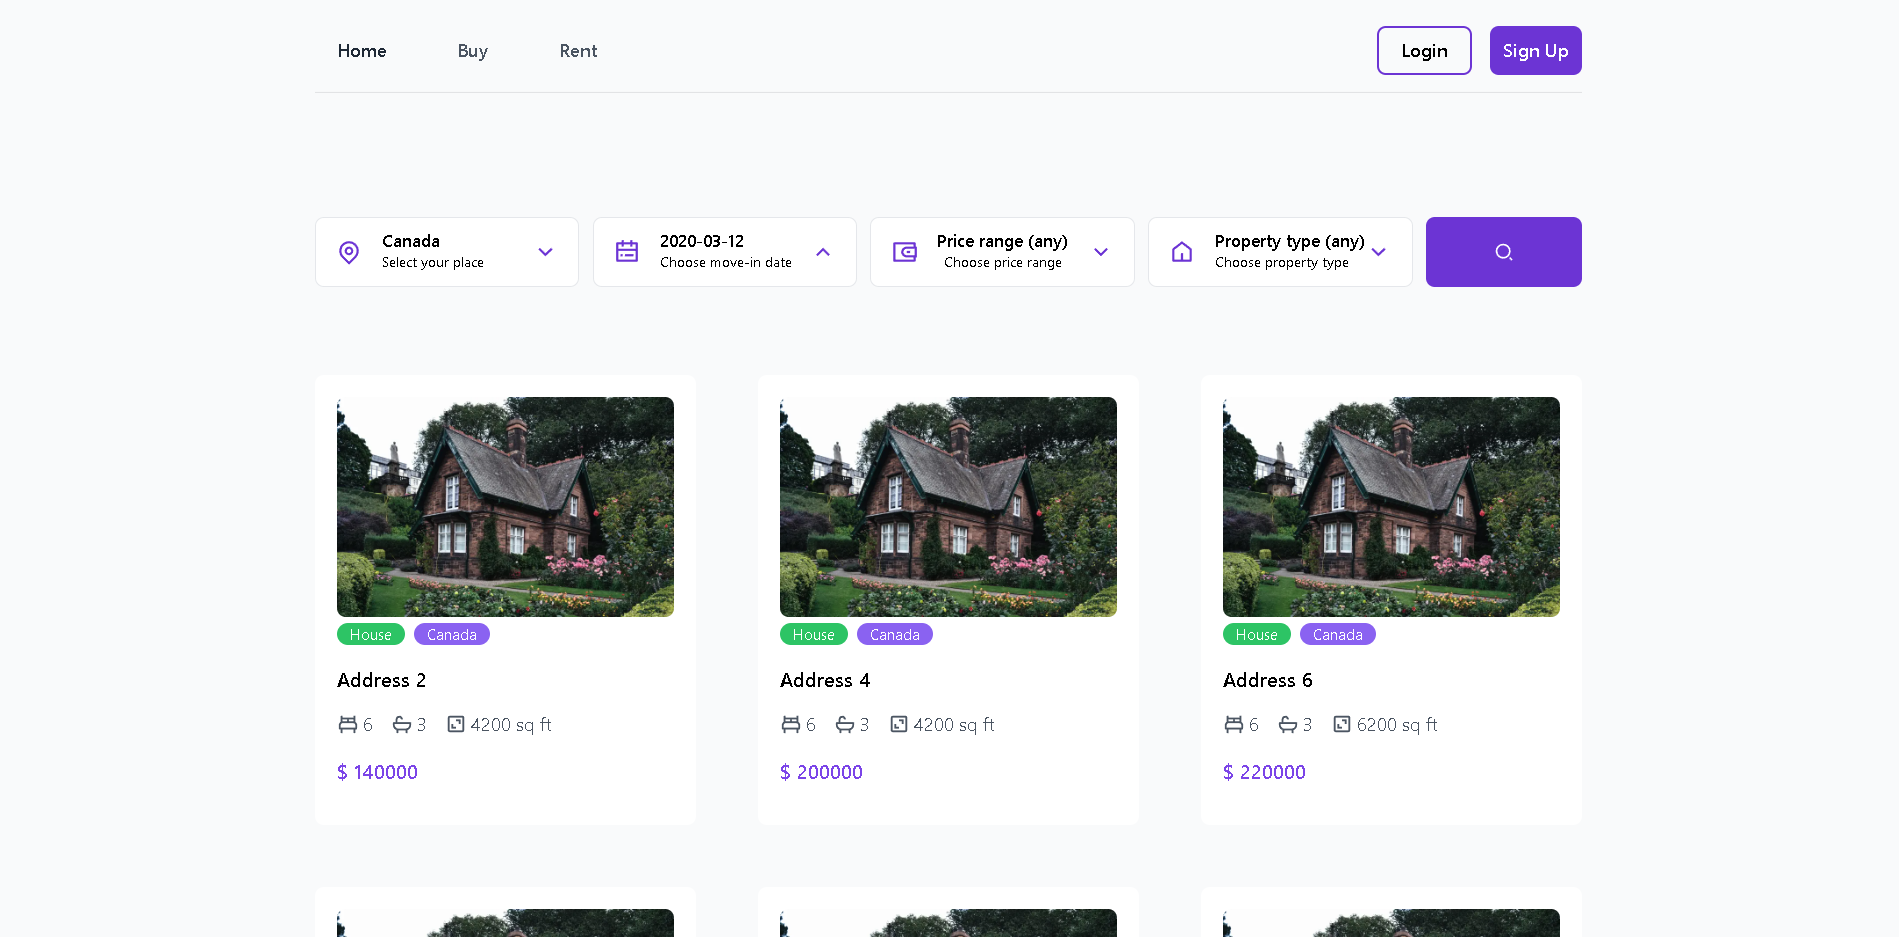 Home Buy Rent Login Sign Up
Canada
Select your place
2020-03-12
Choose move-in date
Price range (any)
Choose price range
Property type (any)
Choose property type
House Canada
Address 2
6 3 4200 sq ft
$ 140000
House Canada
Address 4
6 3 4200 sq ft
$ 200000
House Canada
Address 6
6 3 6200 sq ft
$ 220000